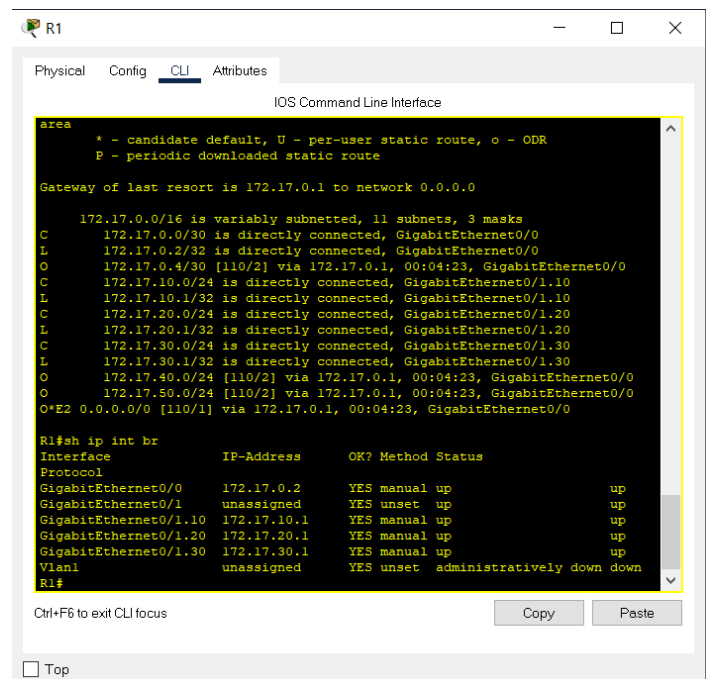 R1
Physical Config CLI Attributes
IOS Command Line Interface
area
* - candidate default, U - per-user static route, o - ODR
P - periodic downloaded static route
Gateway of last resort is 172.17.0.1 to network 0.0.0.0
172.17.0.0/16 is variably subnetted, 11 subnets, 3 masks
C 172.17.0.0/30 is directly connected, GigabitEthernet0/0
L 172.17.0.2/32 is directly connected, GigabitEthernet0/0
O 172.17.0.4/30 [110/2] via 172.17.0.1, 00:04:23, GigabitEthernet0/0
C 172.17.10.0/24 is directly connected, GigabitEthernet0/1.10
L 172.17.10.1/32 is directly connected, GigabitEthernet0/1.10
C 172.17.20.0/24 is directly connected, GigabitEthernet0/1.20
L 172.17.20.1/32 is directly connected, GigabitEthernet0/1.20
C 172.17.30.0/24 is directly connected, GigabitEthernet0/1.30
L 172.17.30.1/32 is directly connected, GigabitEthernet0/1.30
O 172.17.40.0/24 [110/2] via 172.17.0.1, 00:04:23, GigabitEthernet0/0
O 172.17.50.0/24 [110/2] via 172.17.0.1, 00:04:23, GigabitEthernet0/0
O*E2 0.0.0.0/0 [110/1] via 172.17.0.1, 00:04:23, GigabitEthernet0/0
R1#sh ip int br
Interface IP-Address OK? Method Status
Protocol
GigabitEthernet0/0 172.17.0.2 YES manual up up
GigabitEthernet0/1 unassigned YES unset up up
GigabitEthernet0/1.10 172.17.10.1 YES manual up up
GigabitEthernet0/1.20 172.17.20.1 YES manual up up
GigabitEthernet0/1.30 172.17.30.1 YES manual up up
Vlan1 unassigned YES unset administratively down down
R1#
Ctrl+F6 to exit CLI focus
Copy Paste
Top